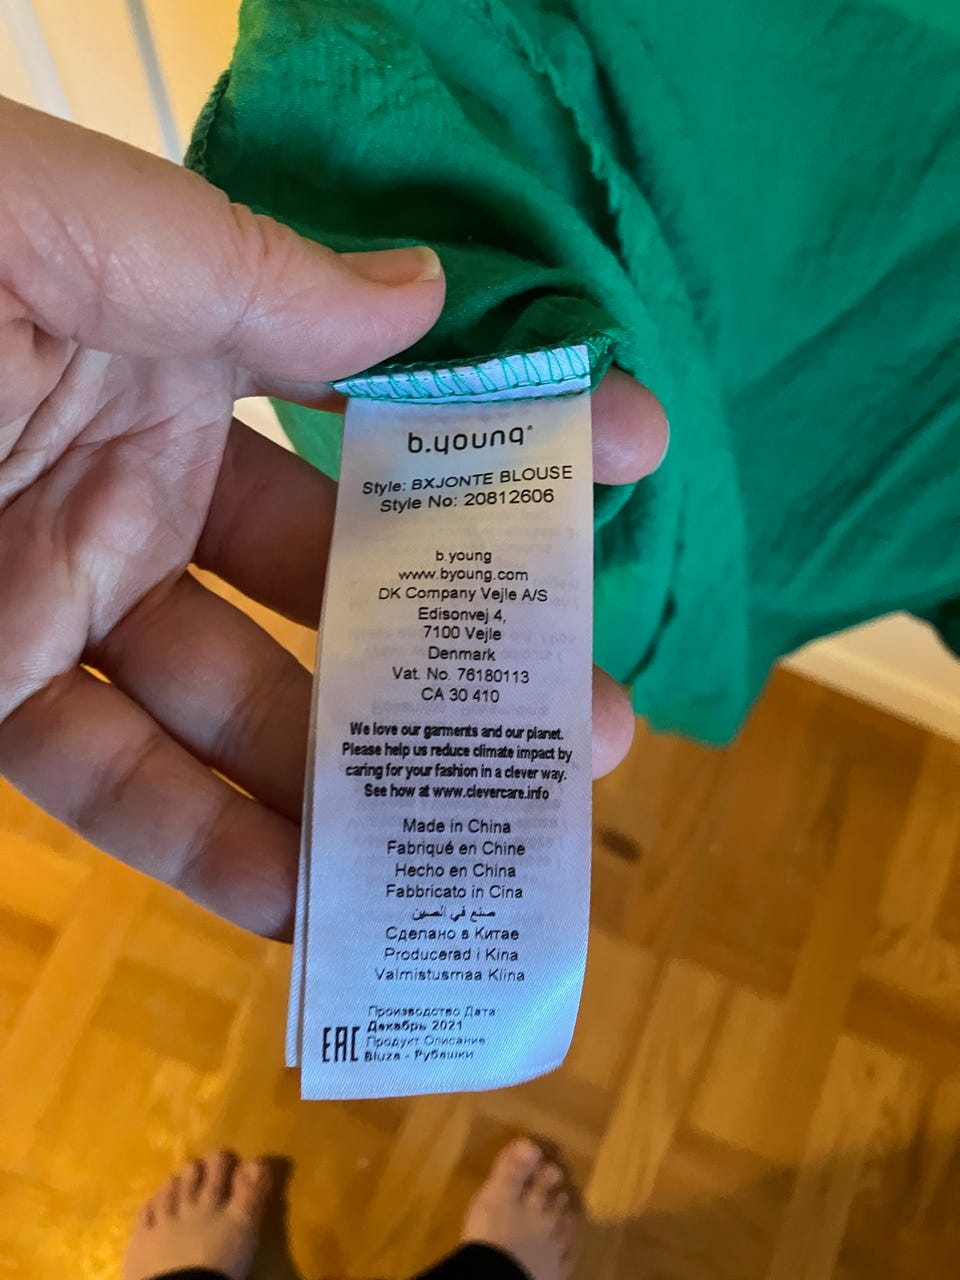 b.young®
Style: BXJONTE BLOUSE
Style No: 20812606
b.young
www.byoung.com
DK Company Vejle A/S
Edisonvej 4,
7100 Vejle
Denmark
Vat. No. 76180113
CA 30 410
We love our garments and our planet.
Please help us reduce climate impact by
caring for your fashion in a clever way.
See how at www.clevercare.info
Made in China
Fabriqué en Chine
Hecho en China
Fabbricato in Cina
صنع في الصين
Сделано в Китае
Producerad i Kina
Valmistusmaa Kiina
Производство Дата:
Декабрь 2021
EAC
Продукт Описание:
Bluza - Рубашки